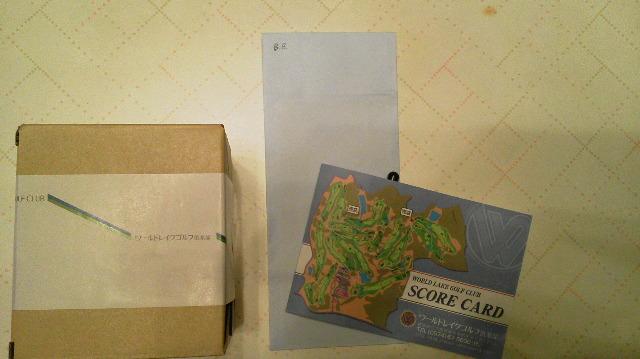 B.B.
LF CLUB
ワールドレイクゴルフ倶楽部
WORLD LAKE GOLF CLUB
SCORE CARD
ワールドレイクゴルフ倶楽部